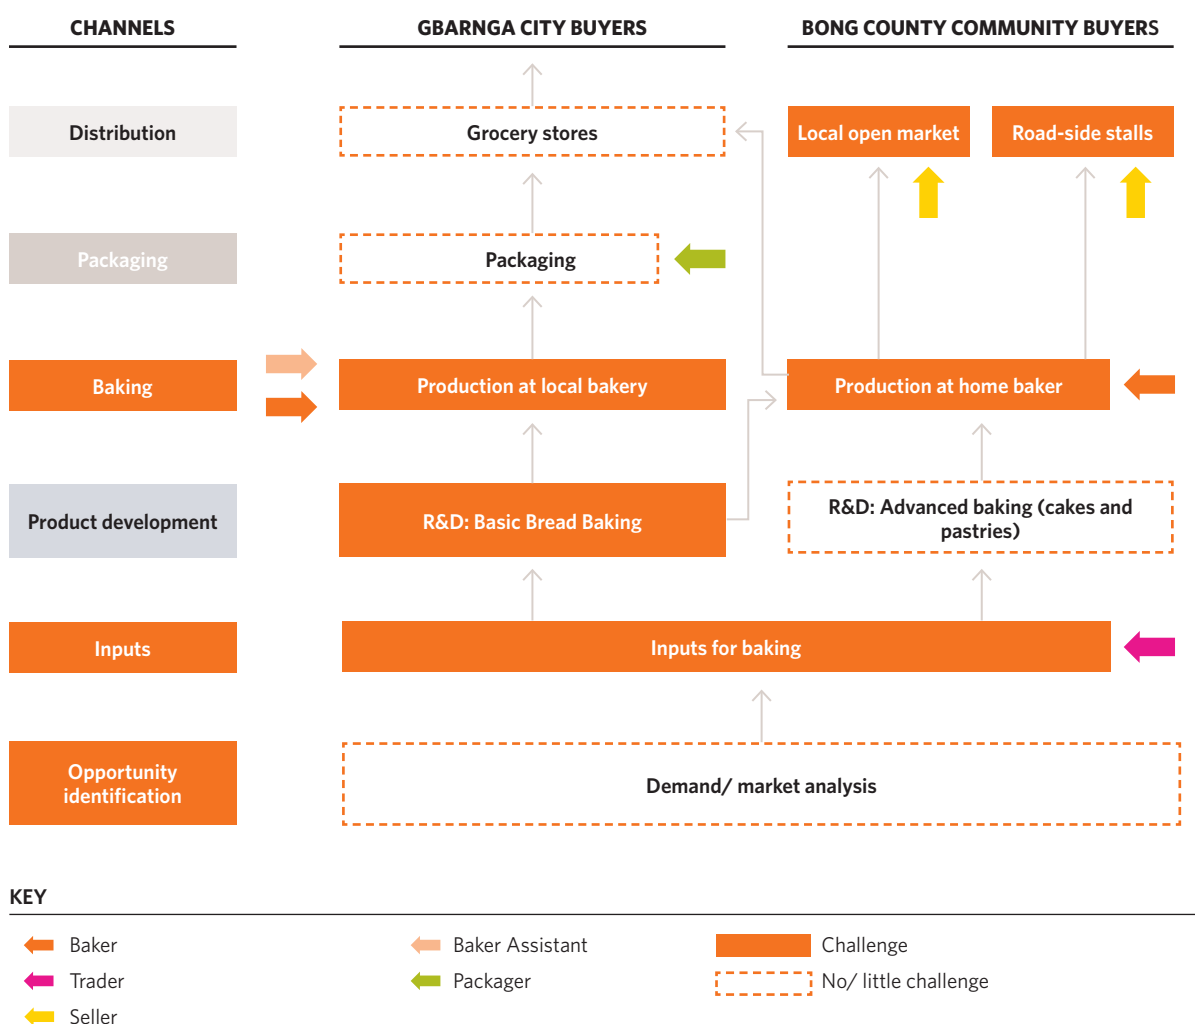 CHANNELS
GBARNGA CITY BUYERS
BONG COUNTY COMMUNITY BUYERS
Distribution
Grocery stores
Local open market
Road-side stalls
Packaging
Packaging
Baking
Production at local bakery
Production at home baker
Product development
R&D: Basic Bread Baking
R&D: Advanced baking (cakes and
pastries)
Inputs
Inputs for baking
Opportunity
identification
Demand/ market analysis
KEY
Baker
Baker Assistant
Challenge
Trader
Packager
No/ little challenge
Seller